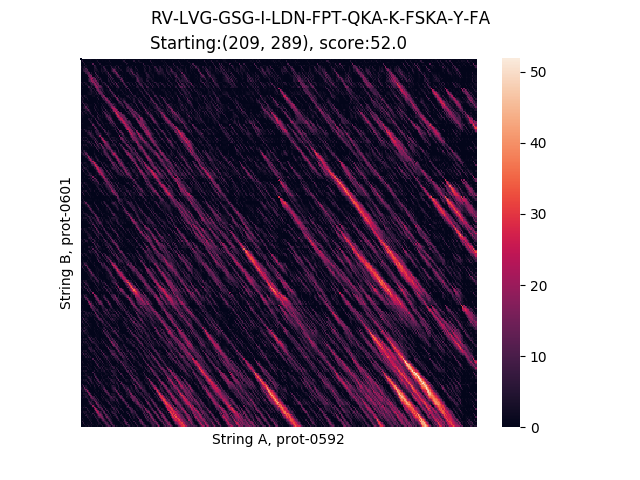 RV-LVG-GSG-I-LDN-FPT-QKA-K-FSKA-Y-FA
Starting:(209, 289), score:52.0
String B, prot-0601
String A, prot-0592
50
40
30
20
10
0